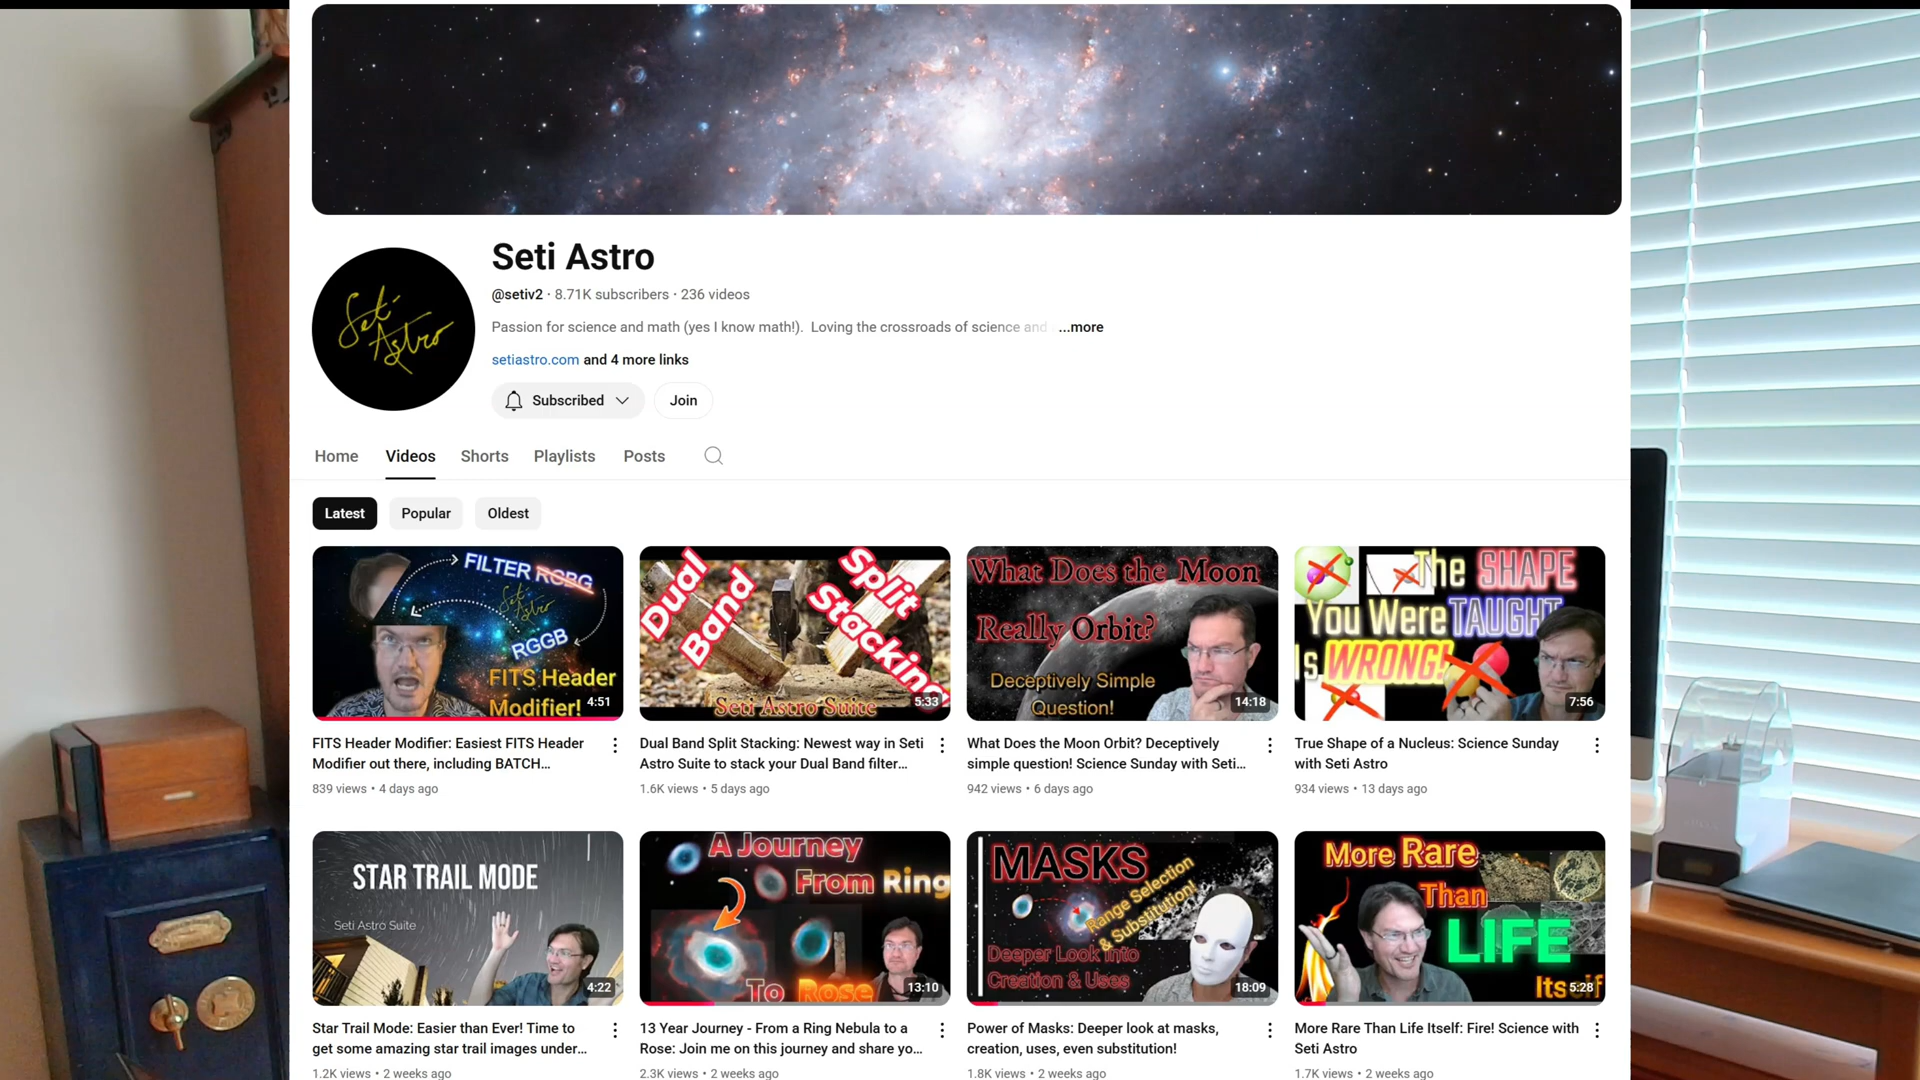 Seti Astro
Seti Astro
@setiv2 · 8.71K subscribers · 236 videos
Passion for science and math (yes I know math!). Loving the crossroads of science and ...more
setiastro.com and 4 more links
Subscribed
Join
Home
Videos
Shorts
Playlists
Posts
Latest
Popular
Oldest
FILTER RGBG
Seti Astro
RGGB
FITS Header
Modifier!
4:51
Dual
Band
Split
Stacking
Seti Astro Suite
5:33
What Does the Moon
Really Orbit?
Deceptively Simple
Question!
14:18
The SHAPE
You Were TAUGHT
Is WRONG!
7:56
FITS Header Modifier: Easiest FITS Header
Modifier out there, including BATCH...
839 views • 4 days ago
Dual Band Split Stacking: Newest way in Seti
Astro Suite to stack your Dual Band filter...
1.6K views • 5 days ago
What Does the Moon Orbit? Deceptively
simple question! Science Sunday with Seti...
942 views • 6 days ago
True Shape of a Nucleus: Science Sunday
with Seti Astro
934 views • 13 days ago
STAR TRAIL MODE
Seti Astro Suite
4:22
A Journey
From Ring
To Rose
13:10
MASKS
Range Selection
& Substitution!
Deeper Look into
Creation & Uses
18:09
More Rare
Than
LIFE
Itself
5:28
Star Trail Mode: Easier than Ever! Time to
get some amazing star trail images under...
1.2K views • 2 weeks ago
13 Year Journey - From a Ring Nebula to a
Rose: Join me on this journey and share yo...
2.3K views • 2 weeks ago
Power of Masks: Deeper look at masks,
creation, uses, even substitution!
1.8K views • 2 weeks ago
More Rare Than Life Itself: Fire! Science with
Seti Astro
1.7K views • 2 weeks ago